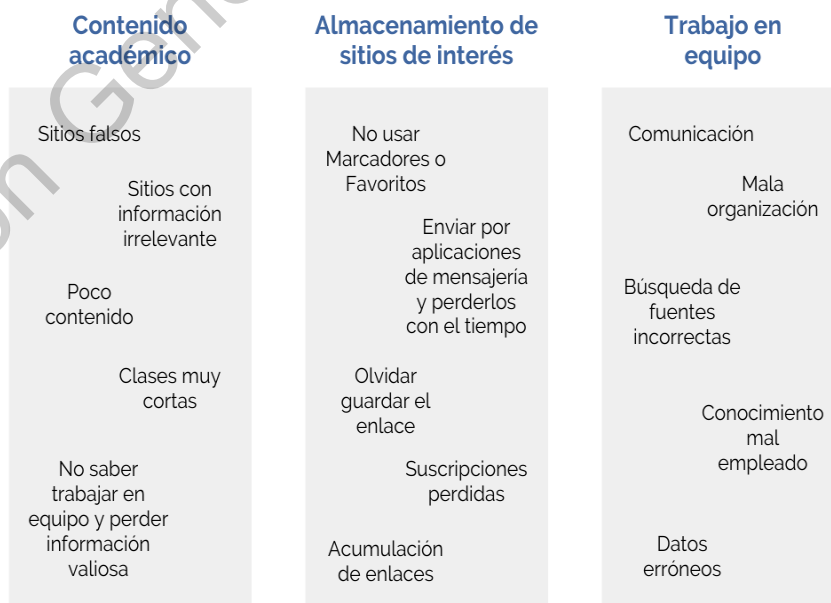 Contenido
académico
Sitios falsos
Sitios con
información
irrelevante
Poco
contenido
Clases muy
cortas
No saber
trabajar en
equipo y perder
información
valiosa
Almacenamiento de
sitios de interés
No usar
Marcadores o
Favoritos
Enviar por
aplicaciones
de mensajería
y perderlos
con el tiempo
Olvidar
guardar el
enlace
Suscripciones
perdidas
Acumulación
de enlaces
Trabajo en
equipo
Comunicación
Mala
organización
Búsqueda de
fuentes
incorrectas
Conocimiento
mal
empleado
Datos
erróneos